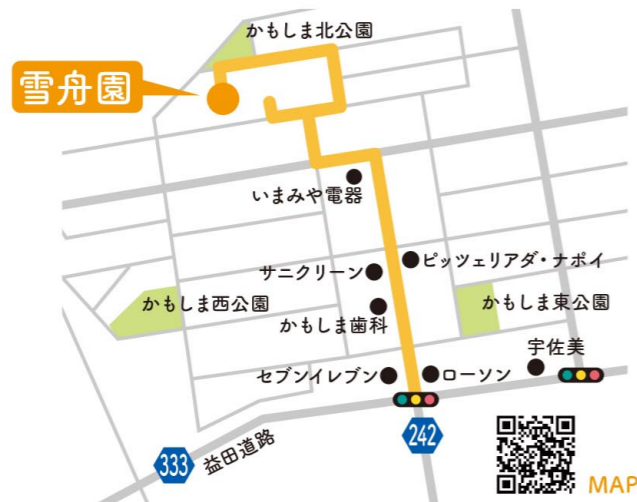 かもしま北公園
雪舟園
いまみや電器
ピッツェリアダ・ナポイ
サニクリーン
かもしま西公園
かもしま東公園
かもしま歯科
宇佐美
セブンイレブン
ローソン
242
333
益田道路
MAP